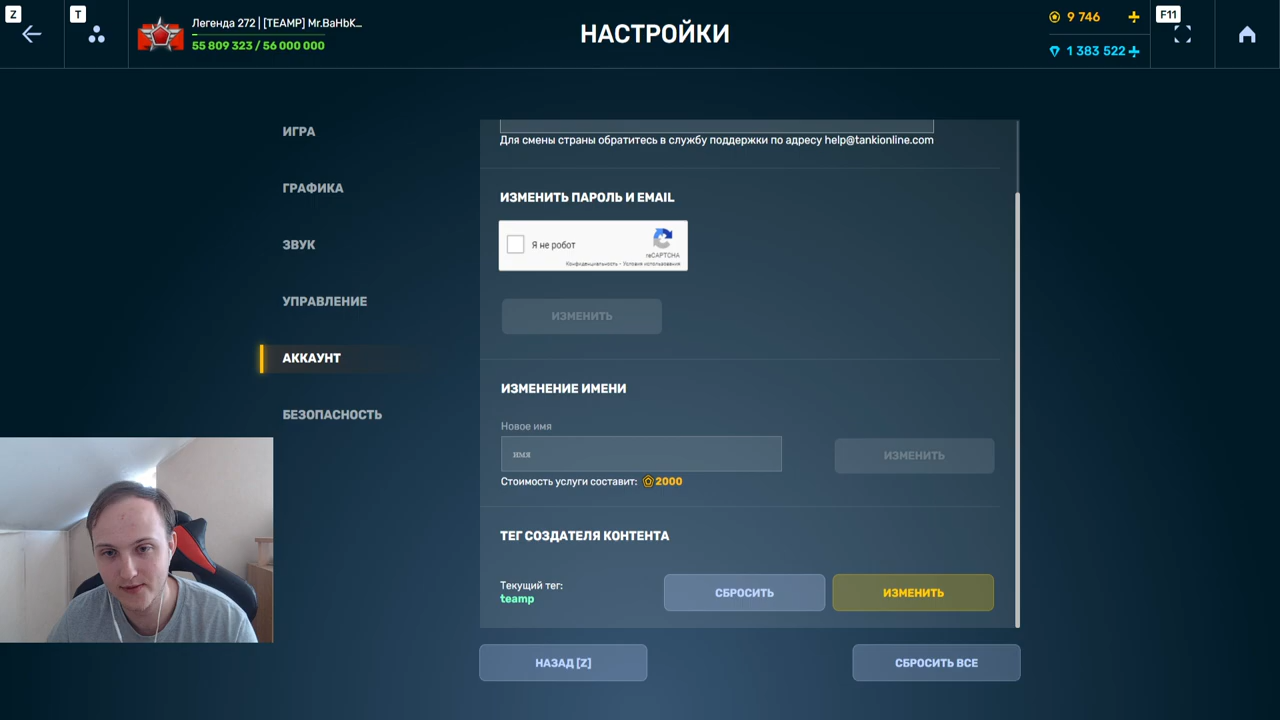 Z
T
Легенда 272 | [TEAMP] Mr.BaHbK...
55 809 323 / 56 000 000
НАСТРОЙКИ
9 746
1 383 522
F11
ИГРА
ГРАФИКА
ЗВУК
УПРАВЛЕНИЕ
АККАУНТ
БЕЗОПАСНОСТЬ
Для смены страны обратитесь в службу поддержки по адресу help@tankionline.com
ИЗМЕНИТЬ ПАРОЛЬ И EMAIL
Я не робот
reCAPTCHA
Конфиденциальность - Условия использования
ИЗМЕНИТЬ
ИЗМЕНЕНИЕ ИМЕНИ
Новое имя
имя
ИЗМЕНИТЬ
Стоимость услуги составит: 2000
ТЕГ СОЗДАТЕЛЯ КОНТЕНТА
Текущий тег:
teamp
СБРОСИТЬ
ИЗМЕНИТЬ
НАЗАД [Z]
СБРОСИТЬ ВСЕ